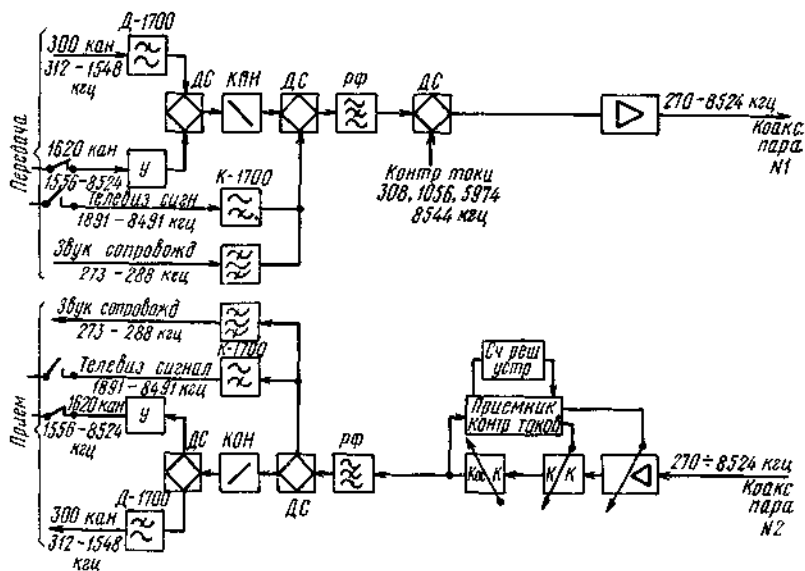 Передача
Д-1700
300 кан
312-1548
кгц
ДС
КПН
ДС
РФ
ДС
270-8524 кгц
Коакс.
пара
N1
1620 кан
1556-8524
У
К-1700
Телевиз сигн
1891-8491 кгц
Контр токи
308, 1056, 5974
8544 кгц
Звук сопровожд
273-288 кгц
Прием
Звук сопровожд
273-288 кгц
К-1700
Телевиз сигнал
1891-8491 кгц
Сч реш
устр
Приемник
контр токов
1620 кан
1556-8524
кгц
У
ДС
КОН
ДС
РФ
Кос К
К К
270÷8524 кгц
Коакс
пара
N2
Д-1700
300 кан
312-1548
кгц